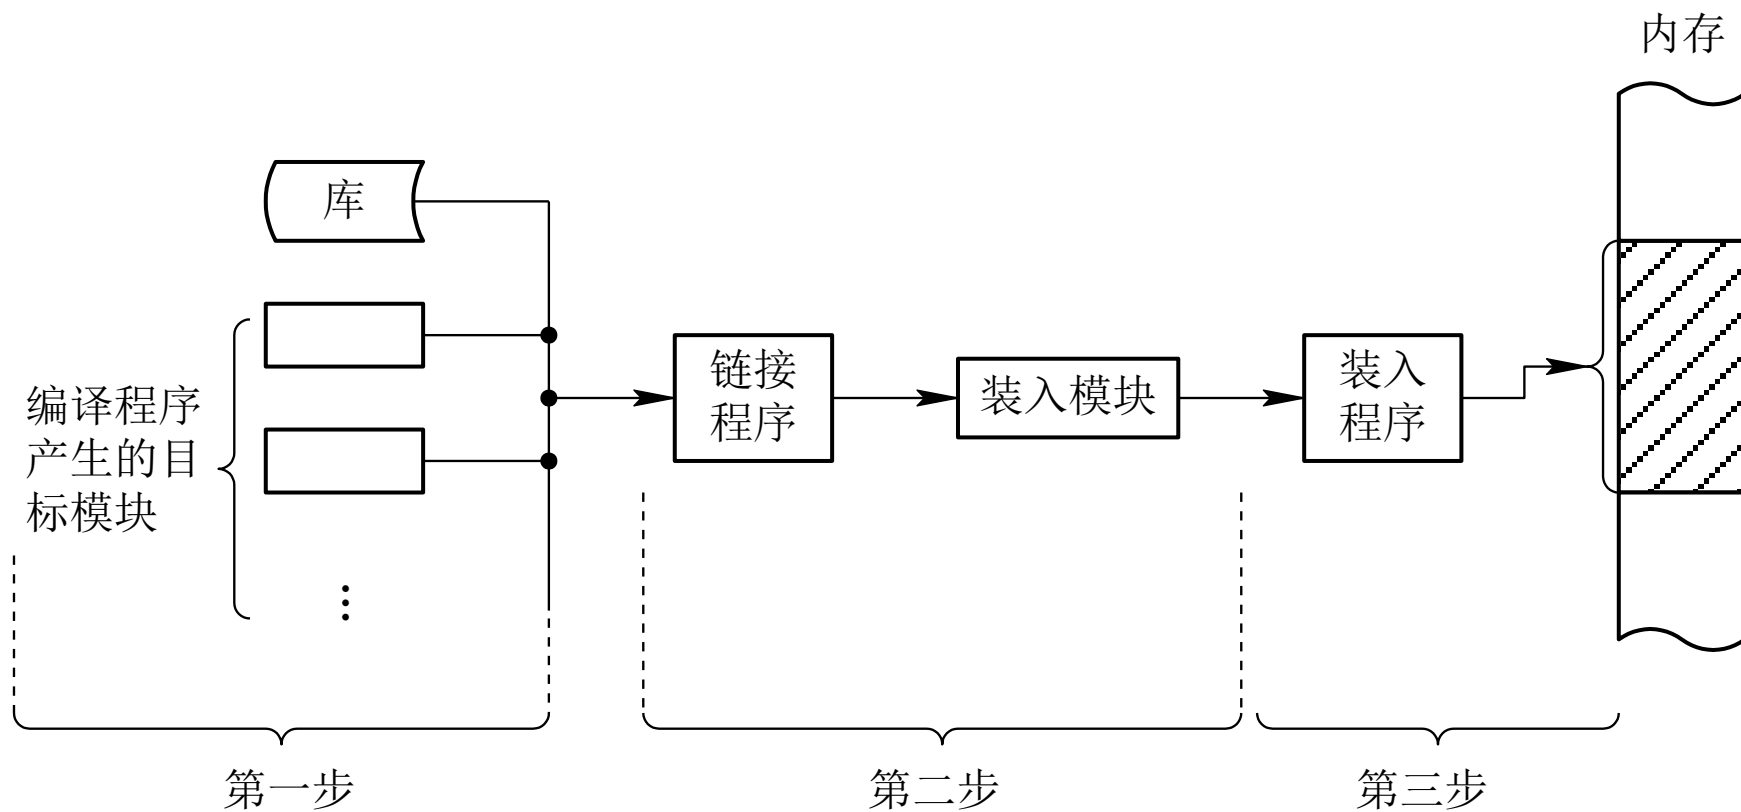 内存
库
编译程序
产生的目
标模块
链接
程序
装入模块
装入
程序
第一步
第二步
第三步